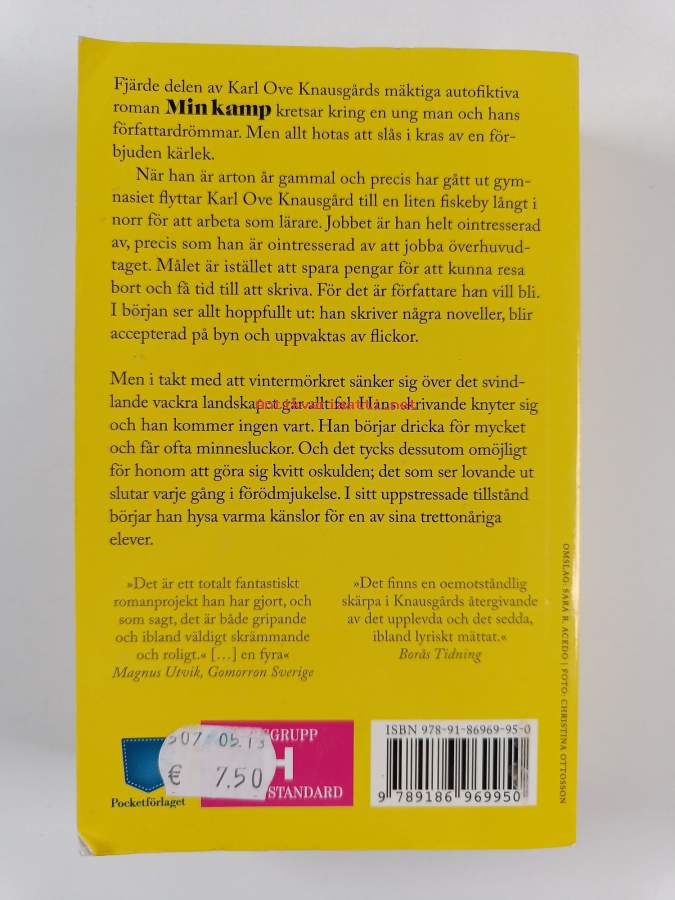 Fjärde delen av Karl Ove Knausgårds mäktiga autofiktiva
roman Min kamp kretsar kring en ung man och hans
författardrömmar. Men allt hotas att slås i kras av en för-
bjuden kärlek.
När han är arton år gammal och precis har gått ut gym-
nasiet flyttar Karl Ove Knausgård till en liten fiskeby långt i
norr för att arbeta som lärare. Jobbet är han helt ointresserad
av, precis som han är ointresserad av att jobba överhuvud-
taget. Målet är istället att spara pengar för att kunna resa
bort och få tid till att skriva. För det är författare han vill bli.
I början ser allt hoppfullt ut: han skriver några noveller, blir
accepterad på byn och uppvaktas av flickor.
Men i takt med att vintermörkret sänker sig över det svind-
lande vackra landskapet går allt fel. Hans skrivande knyter sig
och han kommer ingen vart. Han börjar dricka för mycket
och får ofta minnesluckor. Och det tycks dessutom omöjligt
för honom att göra sig kvitt oskulden; det som ser lovande ut
slutar varje gång i förödmjukelse. I sitt uppstressade tillstånd
börjar han hysa varma känslor för en av sina trettonåriga
elever.
»Det är ett totalt fantastiskt
romanprojekt han har gjort, och
som sagt, det är både gripande
och ibland väldigt skrämmande
och roligt.« [...] en fyra«
Magnus Utvik, Gomorron Sverige
»Det finns en oemotståndlig
skärpa i Knausgårds återgivande
av det upplevda och det sedda,
ibland lyriskt mättat.«
Borås Tidning
OMSLAG: SARA R. ACEDO | FOTO: CHRISTINA OTTOSSON
Pocketförlaget
507 05.13
€ 7.50
GRUPP
H
STANDARD
ISBN 978-91-86969-95-0
9 789186 969950